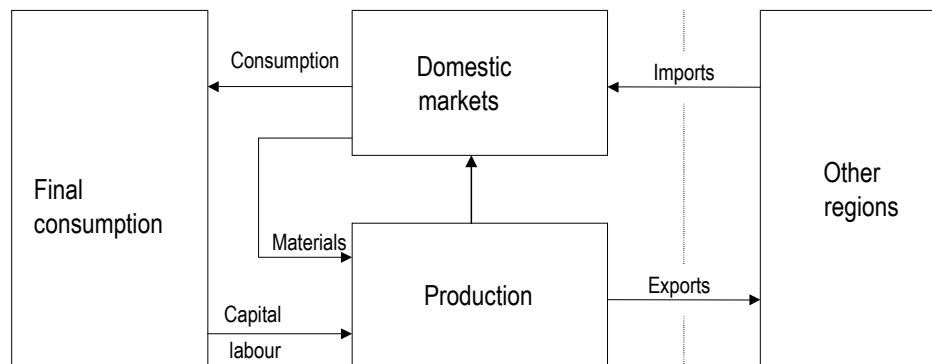 Consumption
Domestic
markets
Imports
Final
consumption
Other
regions
Materials
Production
Exports
Capital
labour